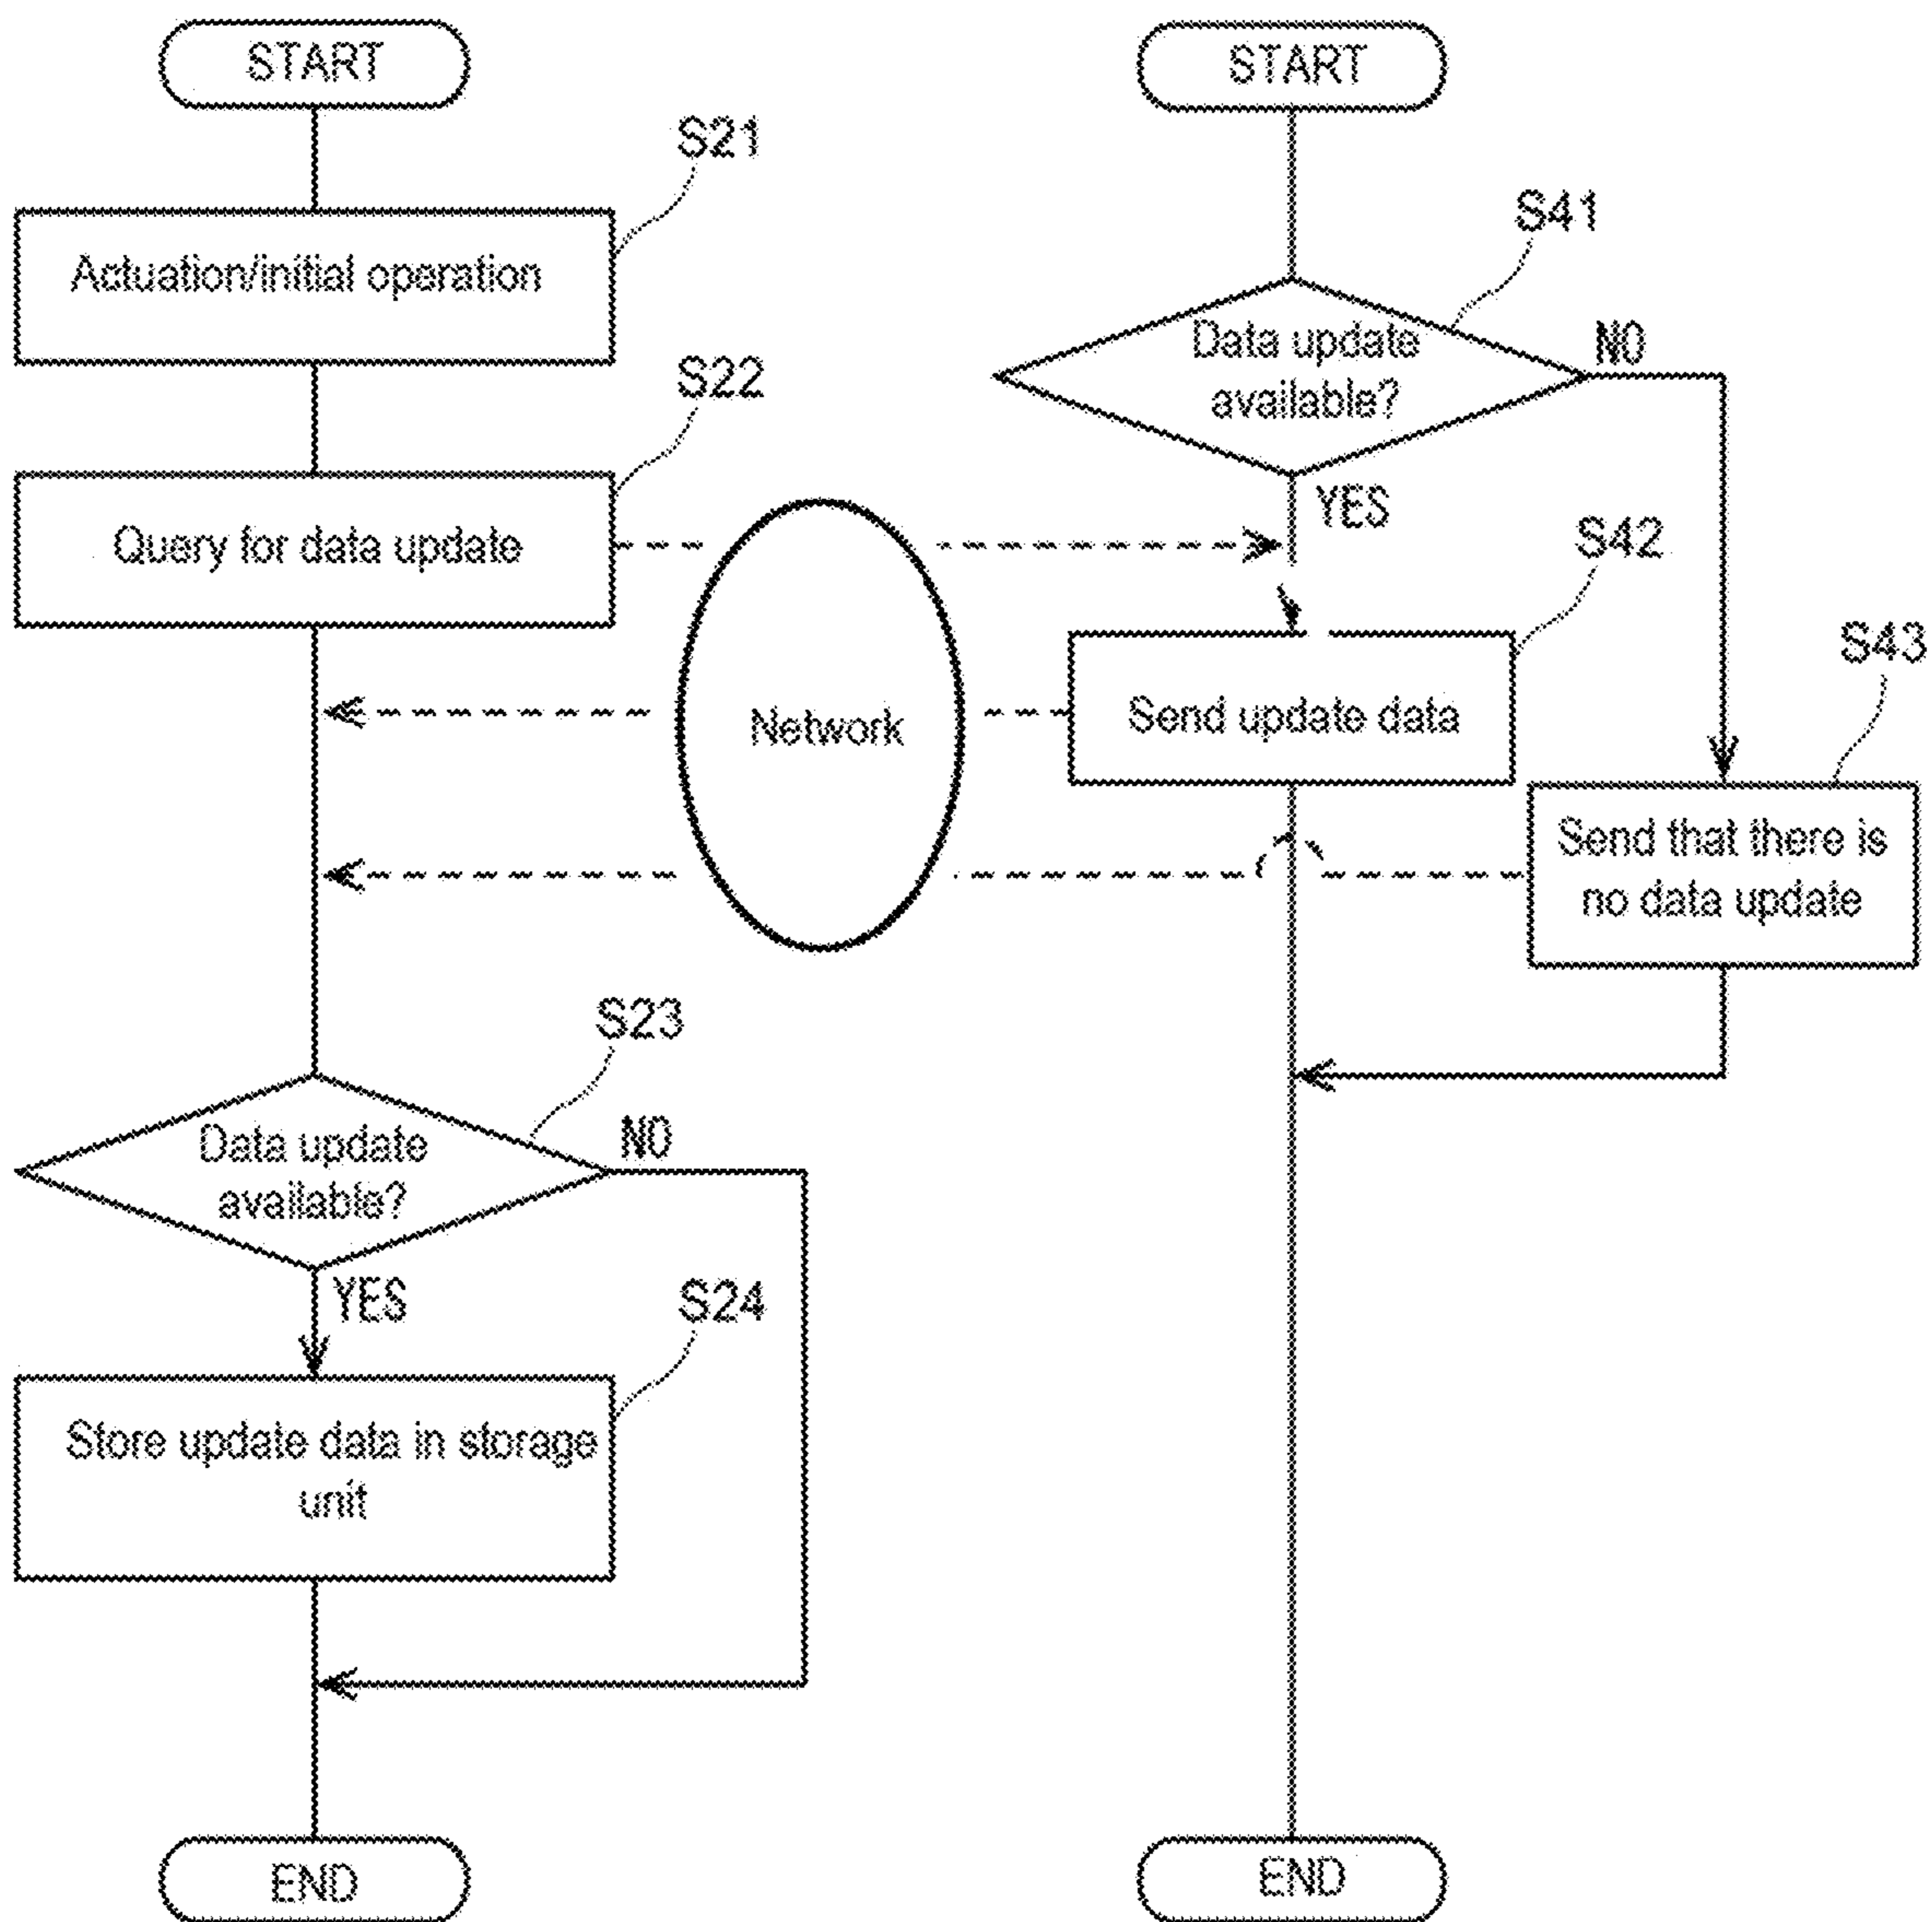 START
S21
Actuation/initial operation
S22
Query for data update
Network
S23
Data update
available?
NO
YES
S24
Store update data in storage
unit
END
START
S41
Data update
available?
NO
YES
S42
Send update data
S43
Send that there is
no data update
END